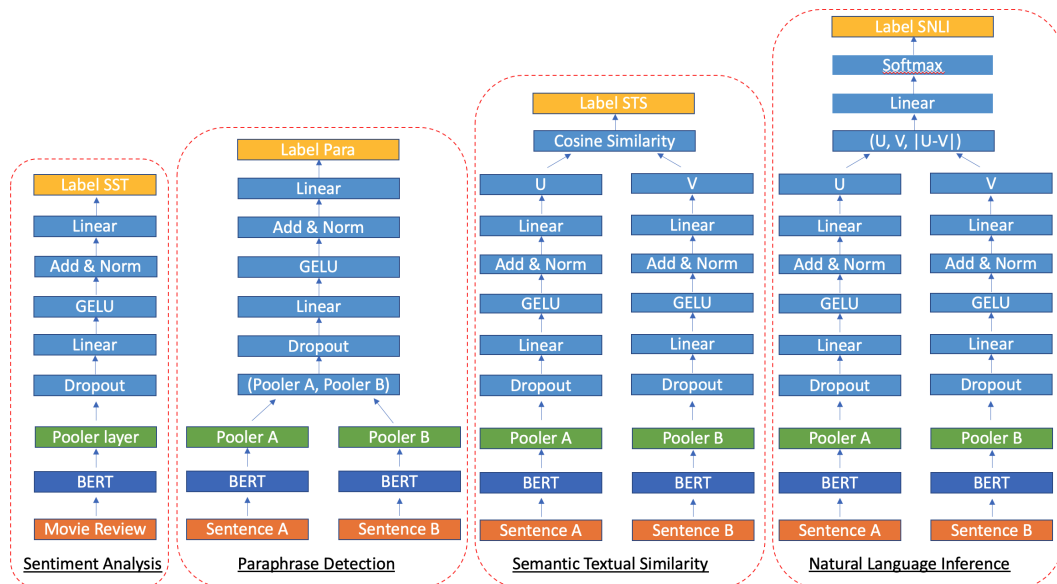 Label SST
Linear
Add & Norm
GELU
Linear
Dropout
Pooler layer
BERT
Movie Review
Sentiment Analysis
Label Para
Linear
Add & Norm
GELU
Linear
Dropout
(Pooler A, Pooler B)
Pooler A Pooler B
BERT BERT
Sentence A Sentence B
Paraphrase Detection
Label STS
Cosine Similarity
U V
Linear Linear
Add & Norm Add & Norm
GELU GELU
Linear Linear
Dropout Dropout
Pooler A Pooler B
BERT BERT
Sentence A Sentence B
Semantic Textual Similarity
Label SNLI
Softmax
Linear
(U, V, |U-V|)
U V
Linear Linear
Add & Norm Add & Norm
GELU GELU
Linear Linear
Dropout Dropout
Pooler A Pooler B
BERT BERT
Sentence A Sentence B
Natural Language Inference